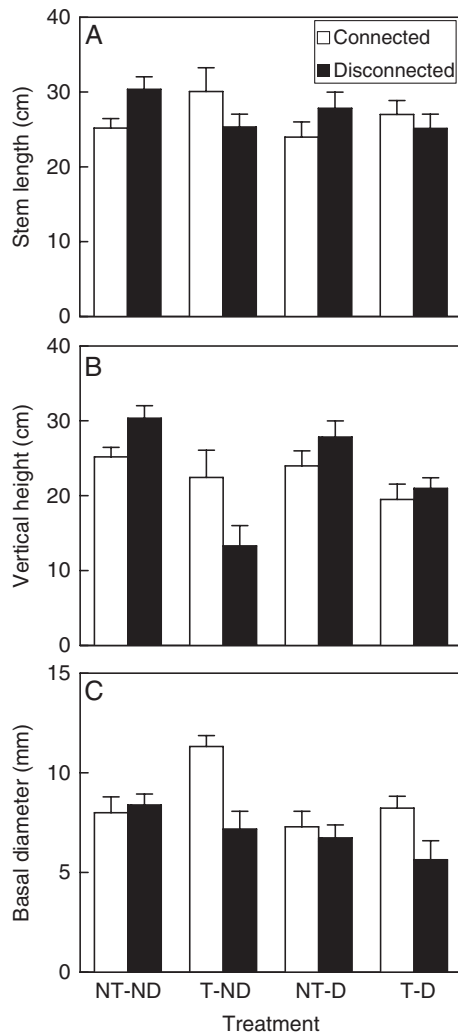 A
Connected
Disconnected
40
30
20
10
0
Stem length (cm)
B
40
30
20
10
0
Vertical height (cm)
C
15
10
5
0
Basal diameter (mm)
NT-ND T-ND NT-D T-D
Treatment